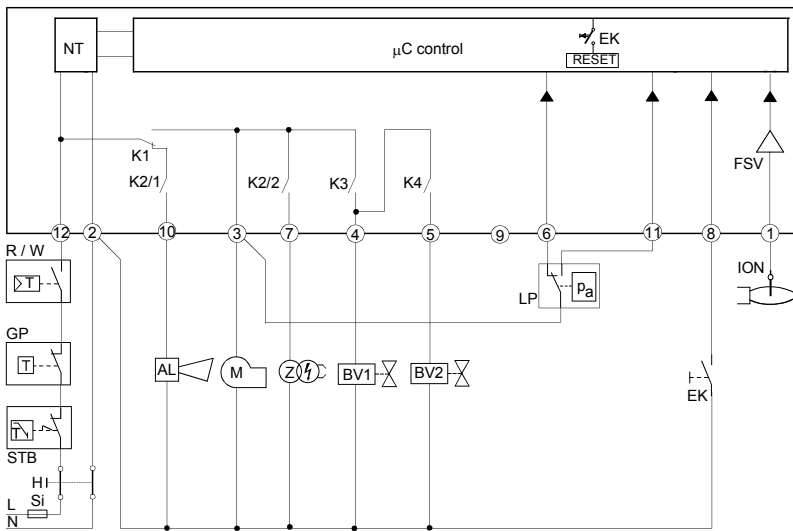 NT
µC control
EK
RESET
FSV
K1
K2/1
K2/2
K3
K4
12
2
10
3
7
4
5
9
6
11
8
1
R / W
T
GP
T
STB
T
H
Si
L
N
AL
M
Z
BV1
BV2
LP
pa
ION
EK